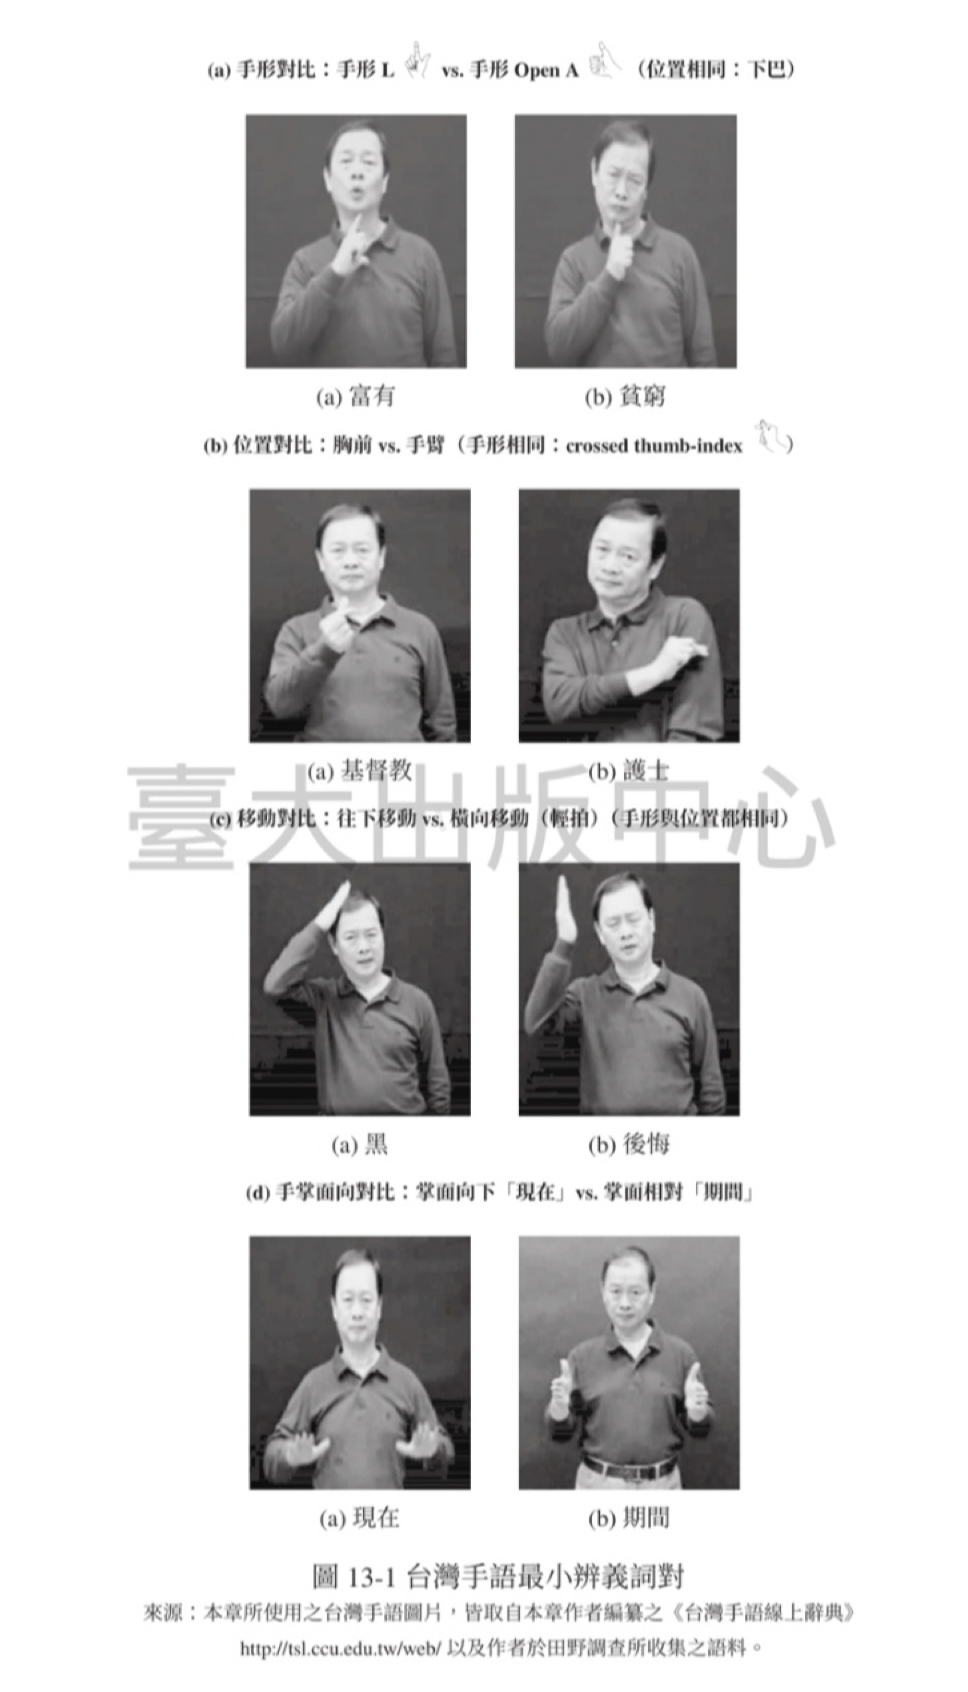 (a) 手形對比：手形 L vs. 手形 Open A （位置相同：下巴）
(a) 富有
(b) 貧窮
(b) 位置對比：胸前 vs. 手臂（手形相同：crossed thumb-index ）
(a) 基督教
(b) 護士
臺大出版中心
(c) 移動對比：往下移動 vs. 橫向移動（輕拍）（手形與位置都相同）
(a) 黑
(b) 後悔
(d) 手掌面向對比：掌面向下「現在」vs. 掌面相對「期間」
(a) 現在
(b) 期間
圖 13-1 台灣手語最小辨義詞對
來源：本章所使用之台灣手語圖片，皆取自本章作者編纂之《台灣手語線上辭典》
http://tsl.ccu.edu.tw/web/ 以及作者於田野調查所收集之語料。